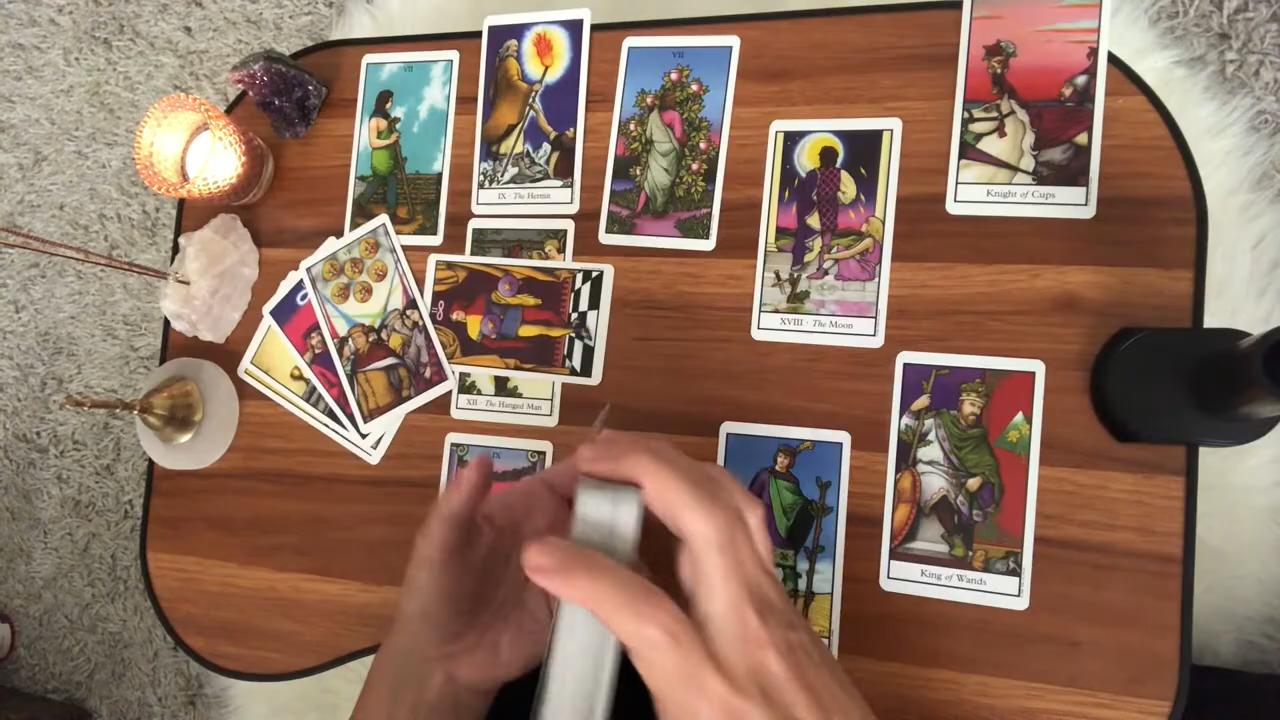 VII
IX · The Hermit
VII
Knight of Cups
XVIII · The Moon
XII · The Hanged Man
IX
King of Wands